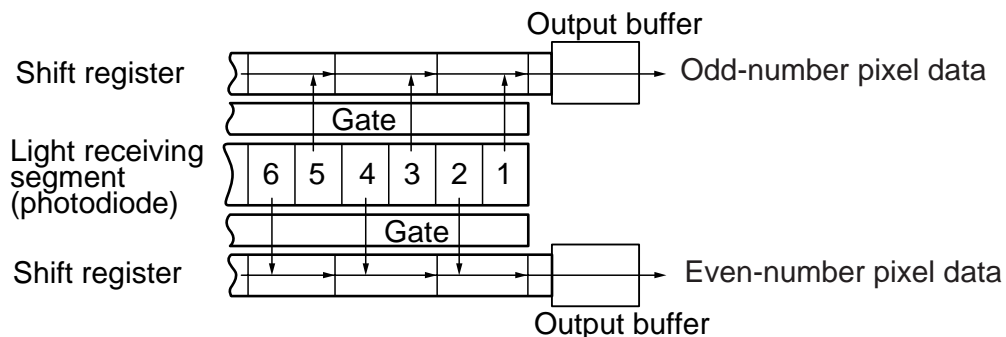 Output buffer
Shift register
Odd-number pixel data
Gate
Light receiving
segment
(photodiode)
6 5 4 3 2 1
Gate
Shift register
Even-number pixel data
Output buffer